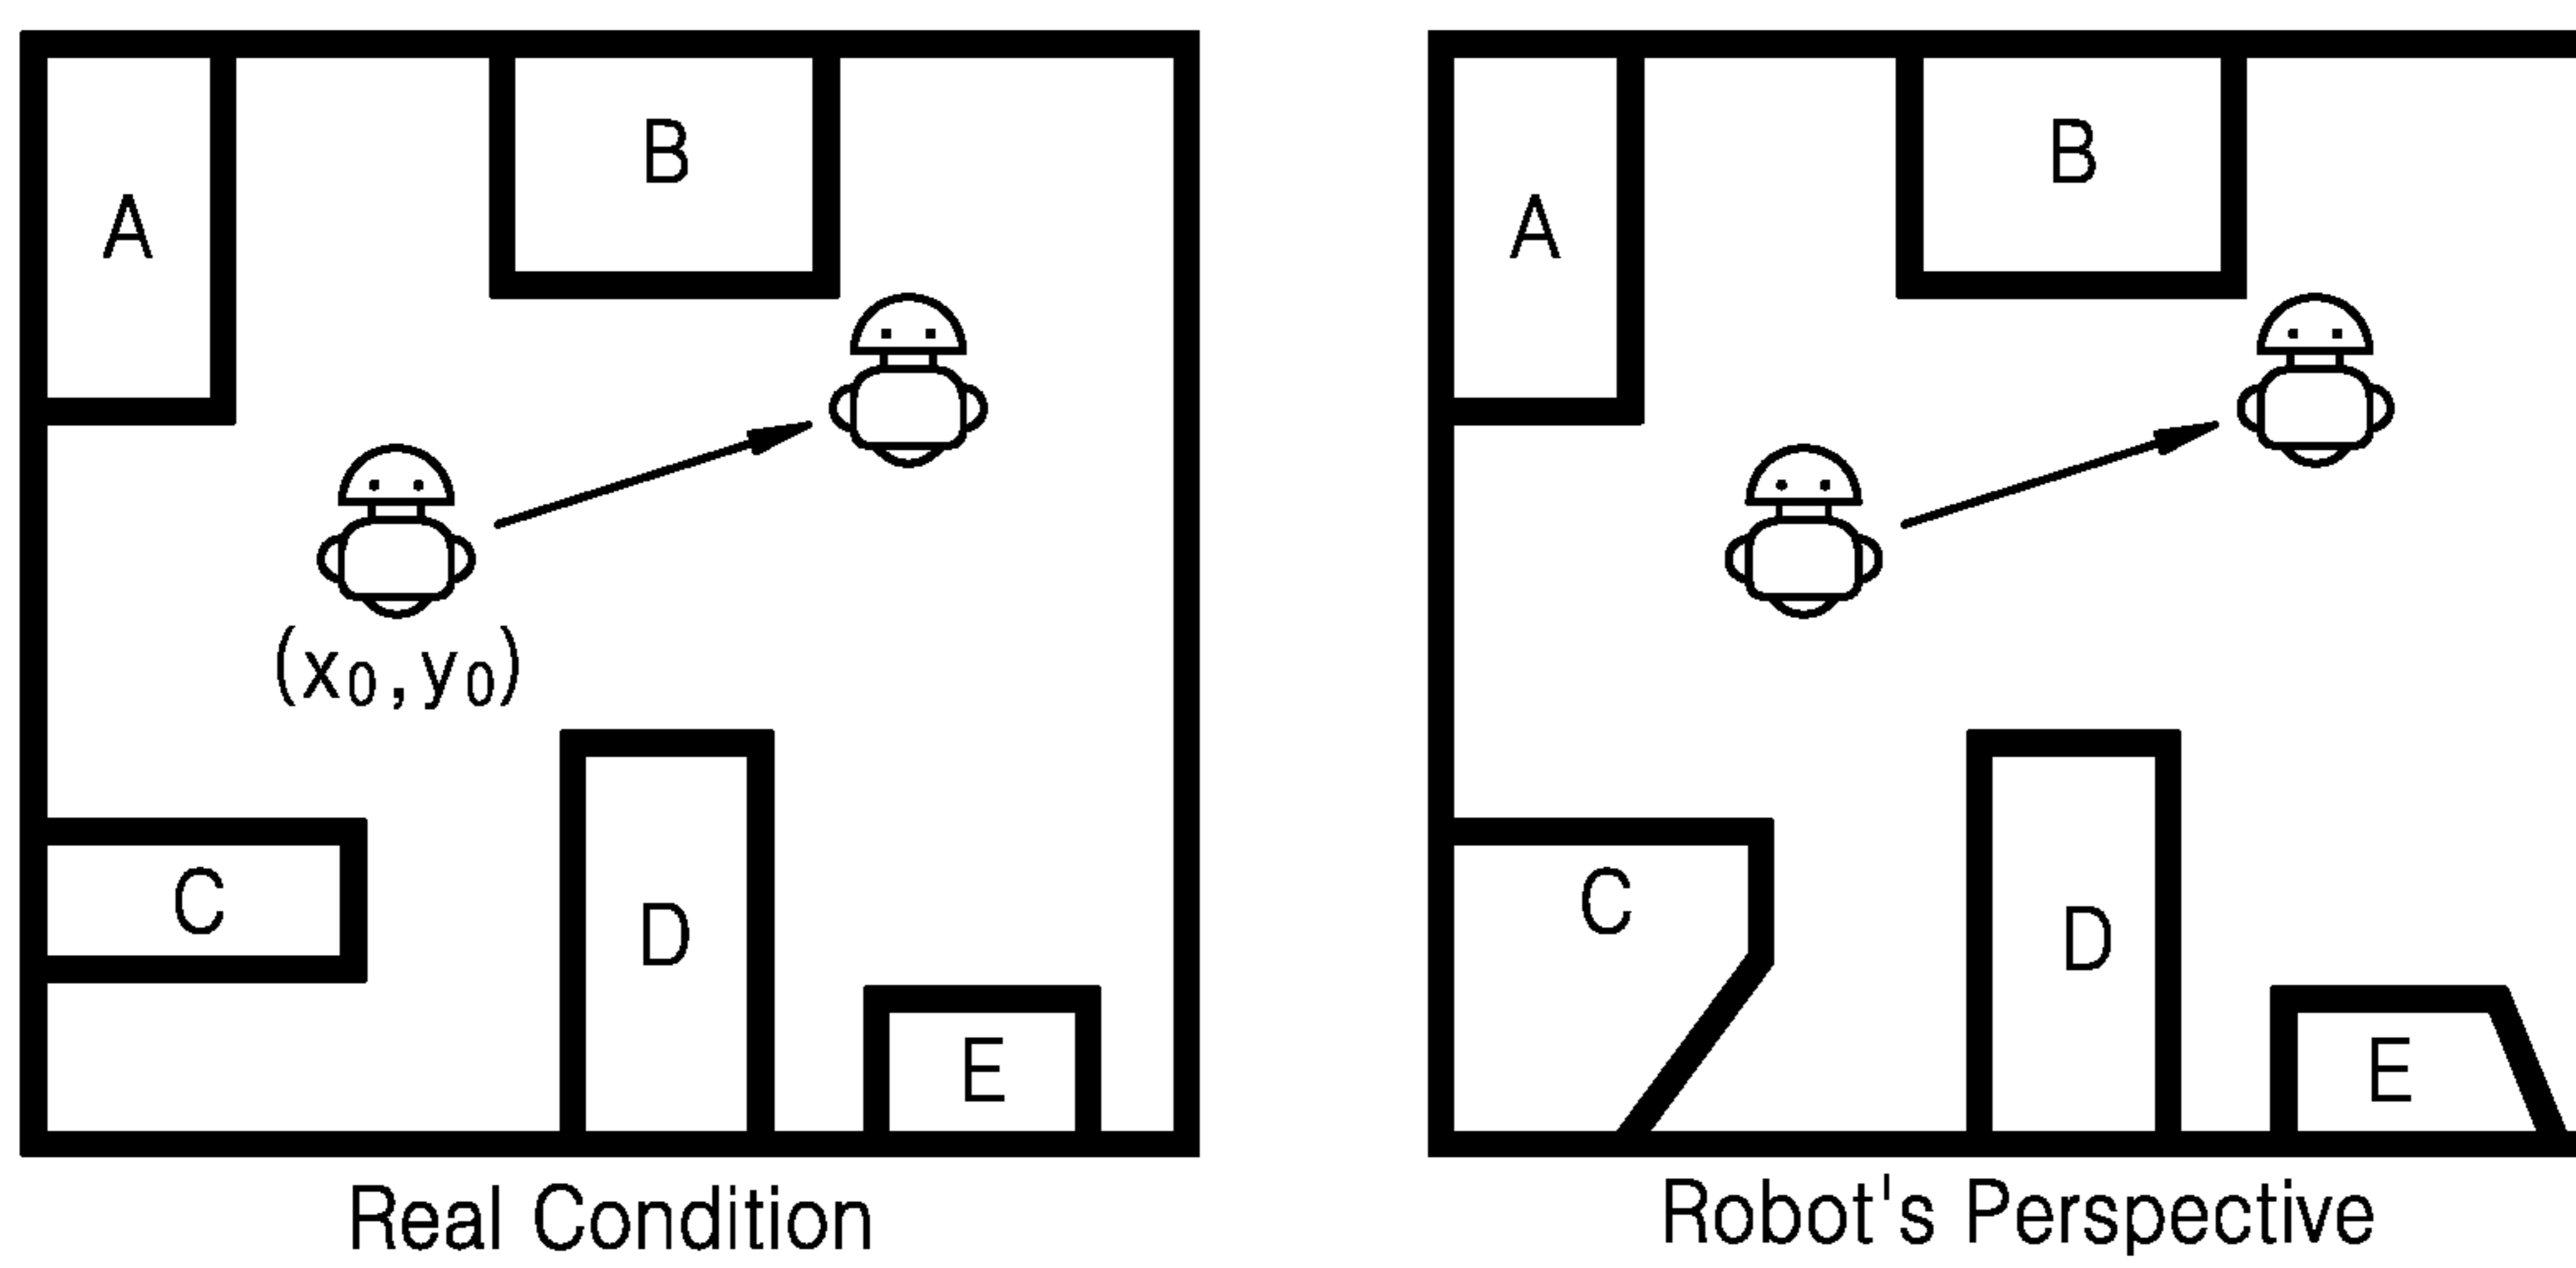 A
B
(x₀,y₀)
C
D
E
Real Condition
A
B
C
D
E
Robot's Perspective